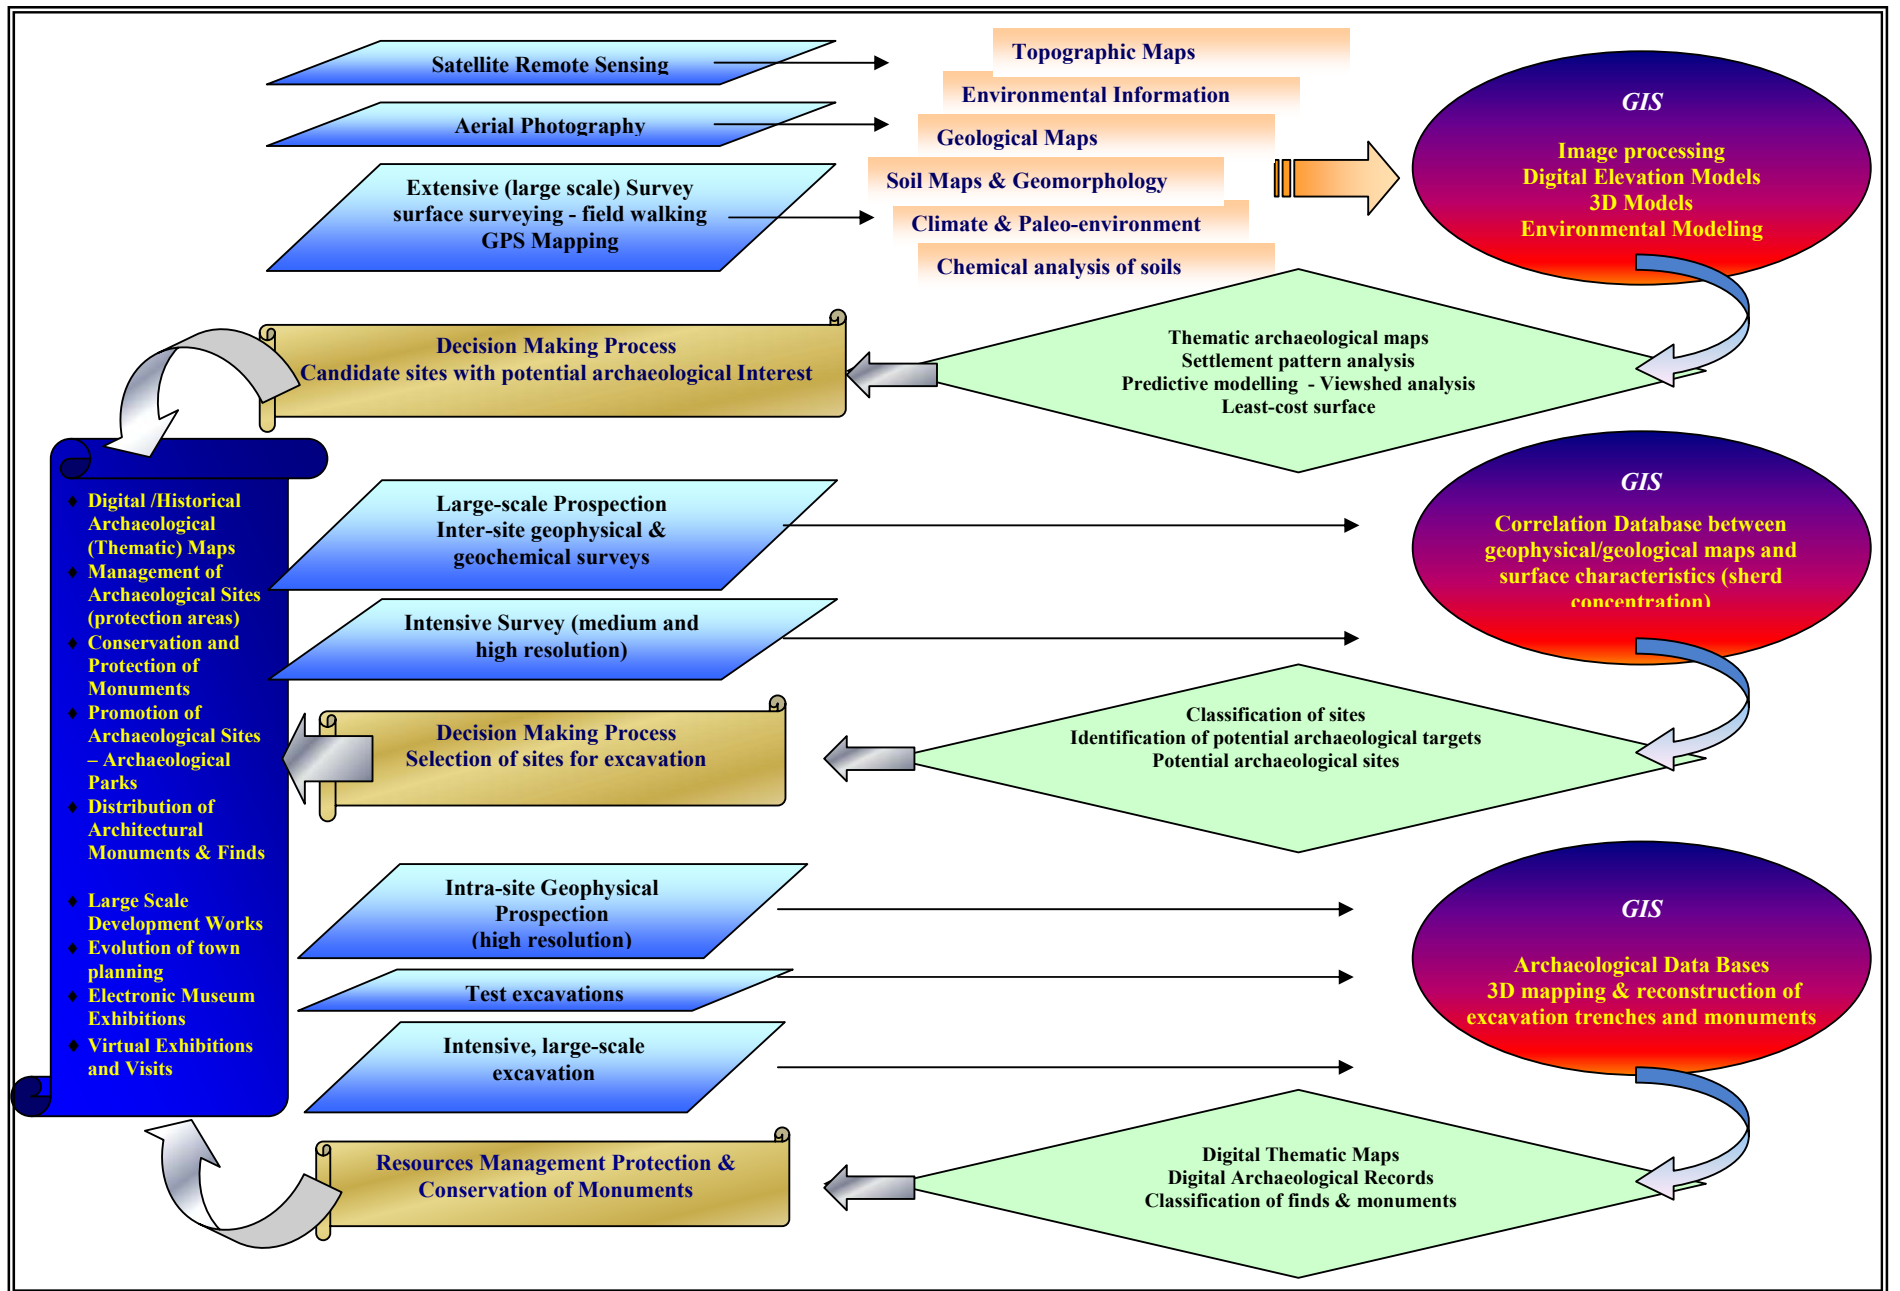 Satellite Remote Sensing
Aerial Photography
Extensive (large scale) Survey
surface surveying - field walking
GPS Mapping
Topographic Maps
Environmental Information
Geological Maps
Soil Maps & Geomorphology
Climate & Paleo-environment
Chemical analysis of soils
GIS
Image processing
Digital Elevation Models
3D Models
Environmental Modeling
Thematic archaeological maps
Settlement pattern analysis
Predictive modelling - Viewshed analysis
Least-cost surface
Decision Making Process
Candidate sites with potential archaeological Interest
♦ Digital /Historical
Archaeological
(Thematic) Maps
♦ Management of
Archaeological Sites
(protection areas)
♦ Conservation and
Protection of
Monuments
♦ Promotion of
Archaeological Sites
– Archaeological
Parks
♦ Distribution of
Architectural
Monuments & Finds
♦ Large Scale
Development Works
♦ Evolution of town
planning
♦ Electronic Museum
Exhibitions
♦ Virtual Exhibitions
and Visits
Large-scale Prospection
Inter-site geophysical &
geochemical surveys
Intensive Survey (medium and
high resolution)
GIS
Correlation Database between
geophysical/geological maps and
surface characteristics (sherd
concentration)
Classification of sites
Identification of potential archaeological targets
Potential archaeological sites
Decision Making Process
Selection of sites for excavation
Intra-site Geophysical
Prospection
(high resolution)
Test excavations
Intensive, large-scale
excavation
GIS
Archaeological Data Bases
3D mapping & reconstruction of
excavation trenches and monuments
Digital Thematic Maps
Digital Archaeological Records
Classification of finds & monuments
Resources Management Protection &
Conservation of Monuments